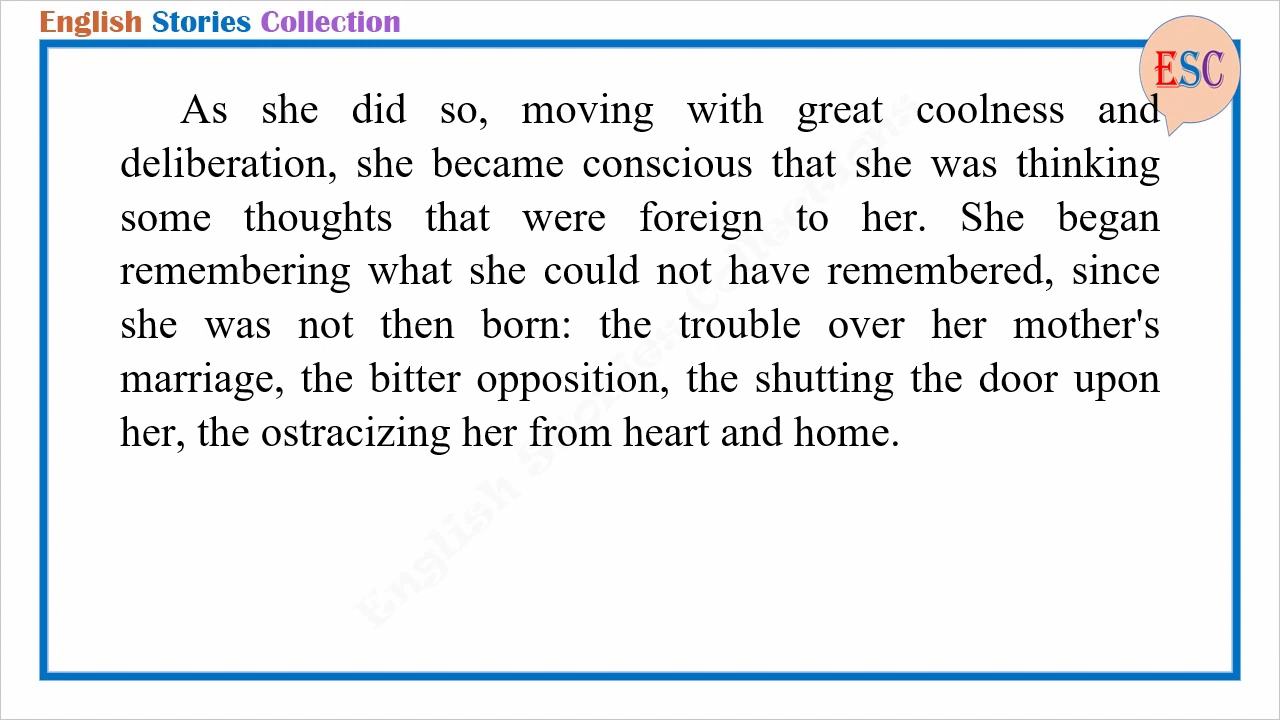 English Stories Collection
ESC
As she did so, moving with great coolness and
deliberation, she became conscious that she was thinking
some thoughts that were foreign to her. She began
remembering what she could not have remembered, since
she was not then born: the trouble over her mother's
marriage, the bitter opposition, the shutting the door upon
her, the ostracizing her from heart and home.
English Stories Collections